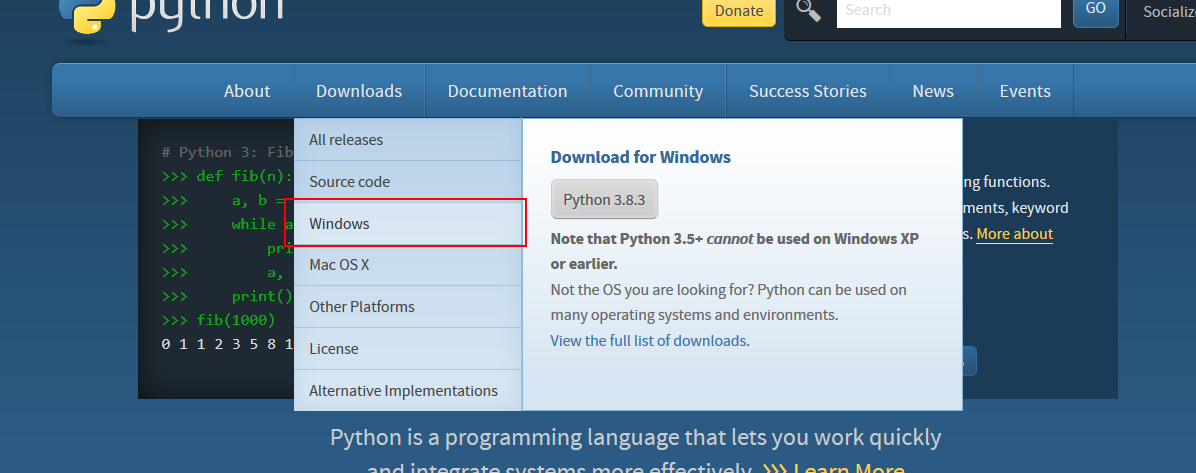 python
Donate
Search
GO
Socialize
About
Downloads
Documentation
Community
Success Stories
News
Events
# Python 3: Fib
>>> def fib(n):
>>> a, b =
>>> while a
>>> pri
>>> a,
>>> print()
>>> fib(1000)
0 1 1 2 3 5 8 1
All releases
Source code
Windows
Mac OS X
Other Platforms
License
Alternative Implementations
Download for Windows
Python 3.8.3
Note that Python 3.5+ cannot be used on Windows XP
or earlier.
Not the OS you are looking for? Python can be used on
many operating systems and environments.
View the full list of downloads.
ng functions.
ments, keyword
s. More about
Python is a programming language that lets you work quickly
and integrate systems more effectively. >>> Learn More